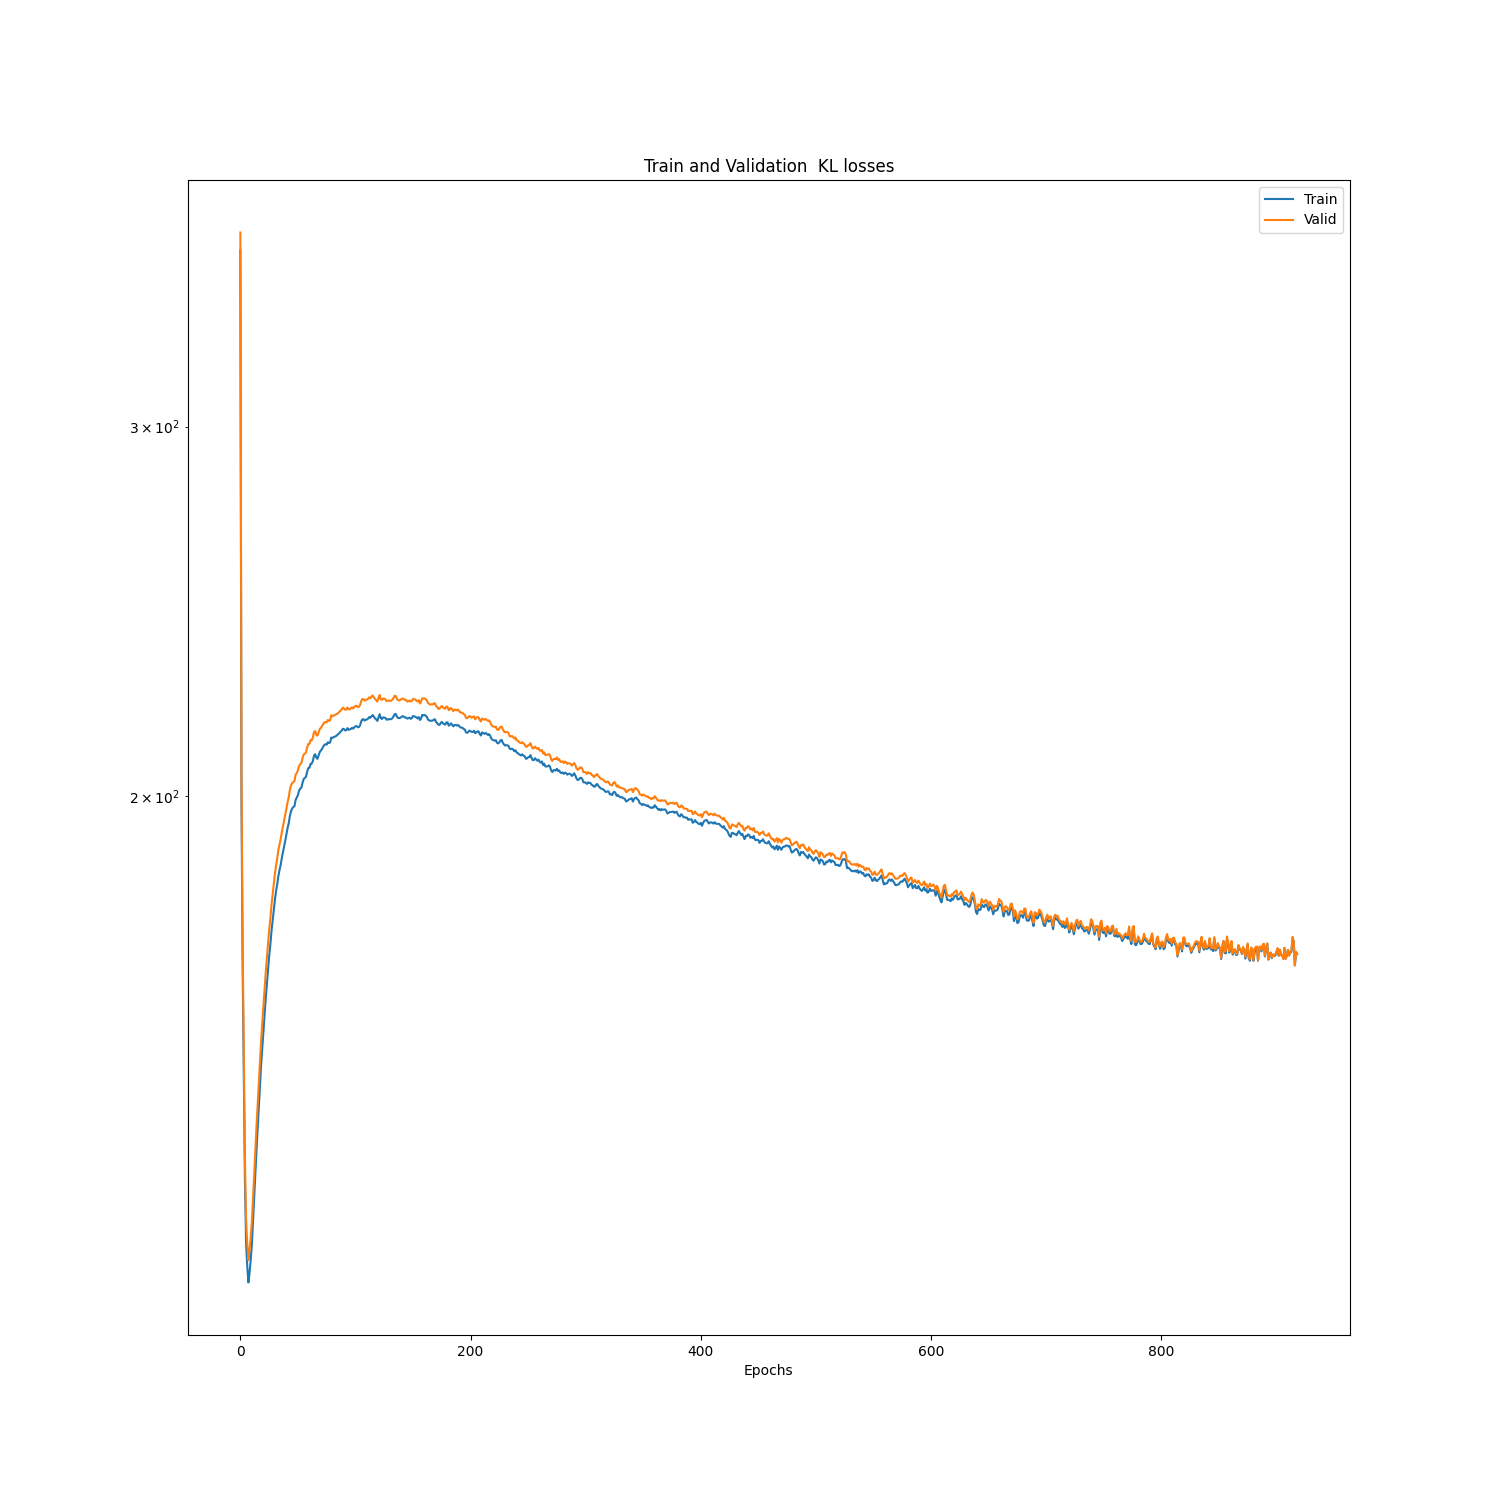 Train and Validation  KL losses
Train
Valid
3 × 10²
2 × 10²
0 200 400 600 800
Epochs